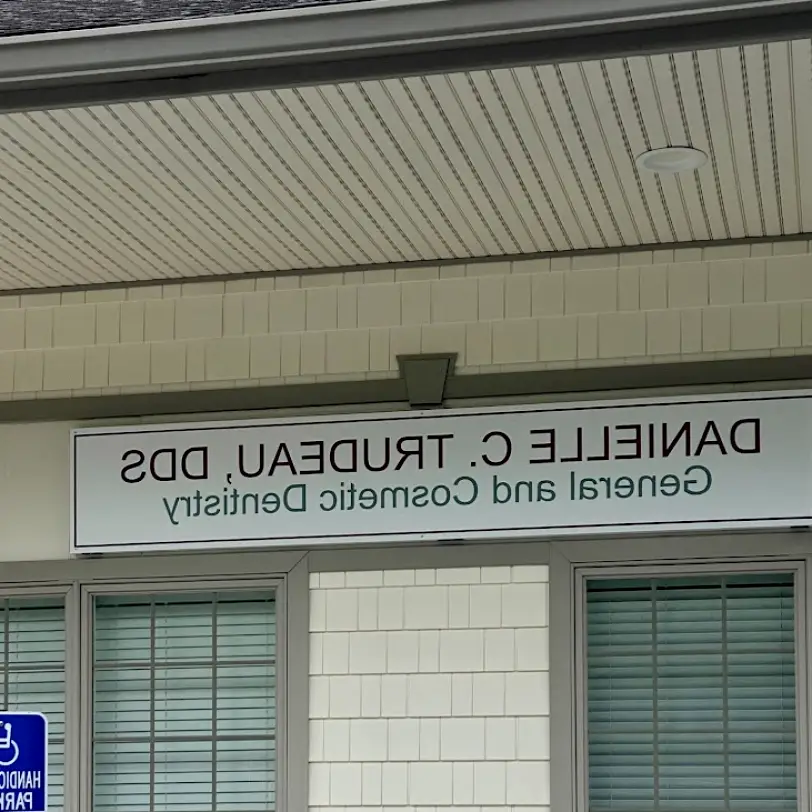 DANIELLE C. TRUDEAU, DDS
General and Cosmetic Dentistry